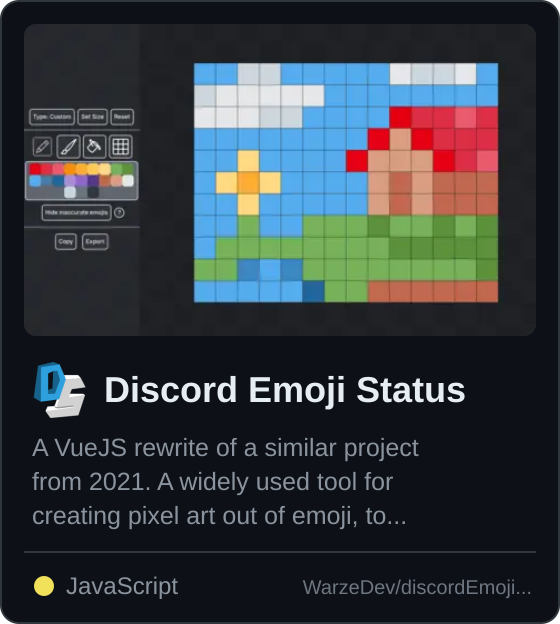 Type: Custom Set Size Reset
Hide inaccurate emojis ?
Copy Export
DS Discord Emoji Status
A VueJS rewrite of a similar project
from 2021. A widely used tool for
creating pixel art out of emoji, to...
JavaScript WarzeDev/discordEmoji...